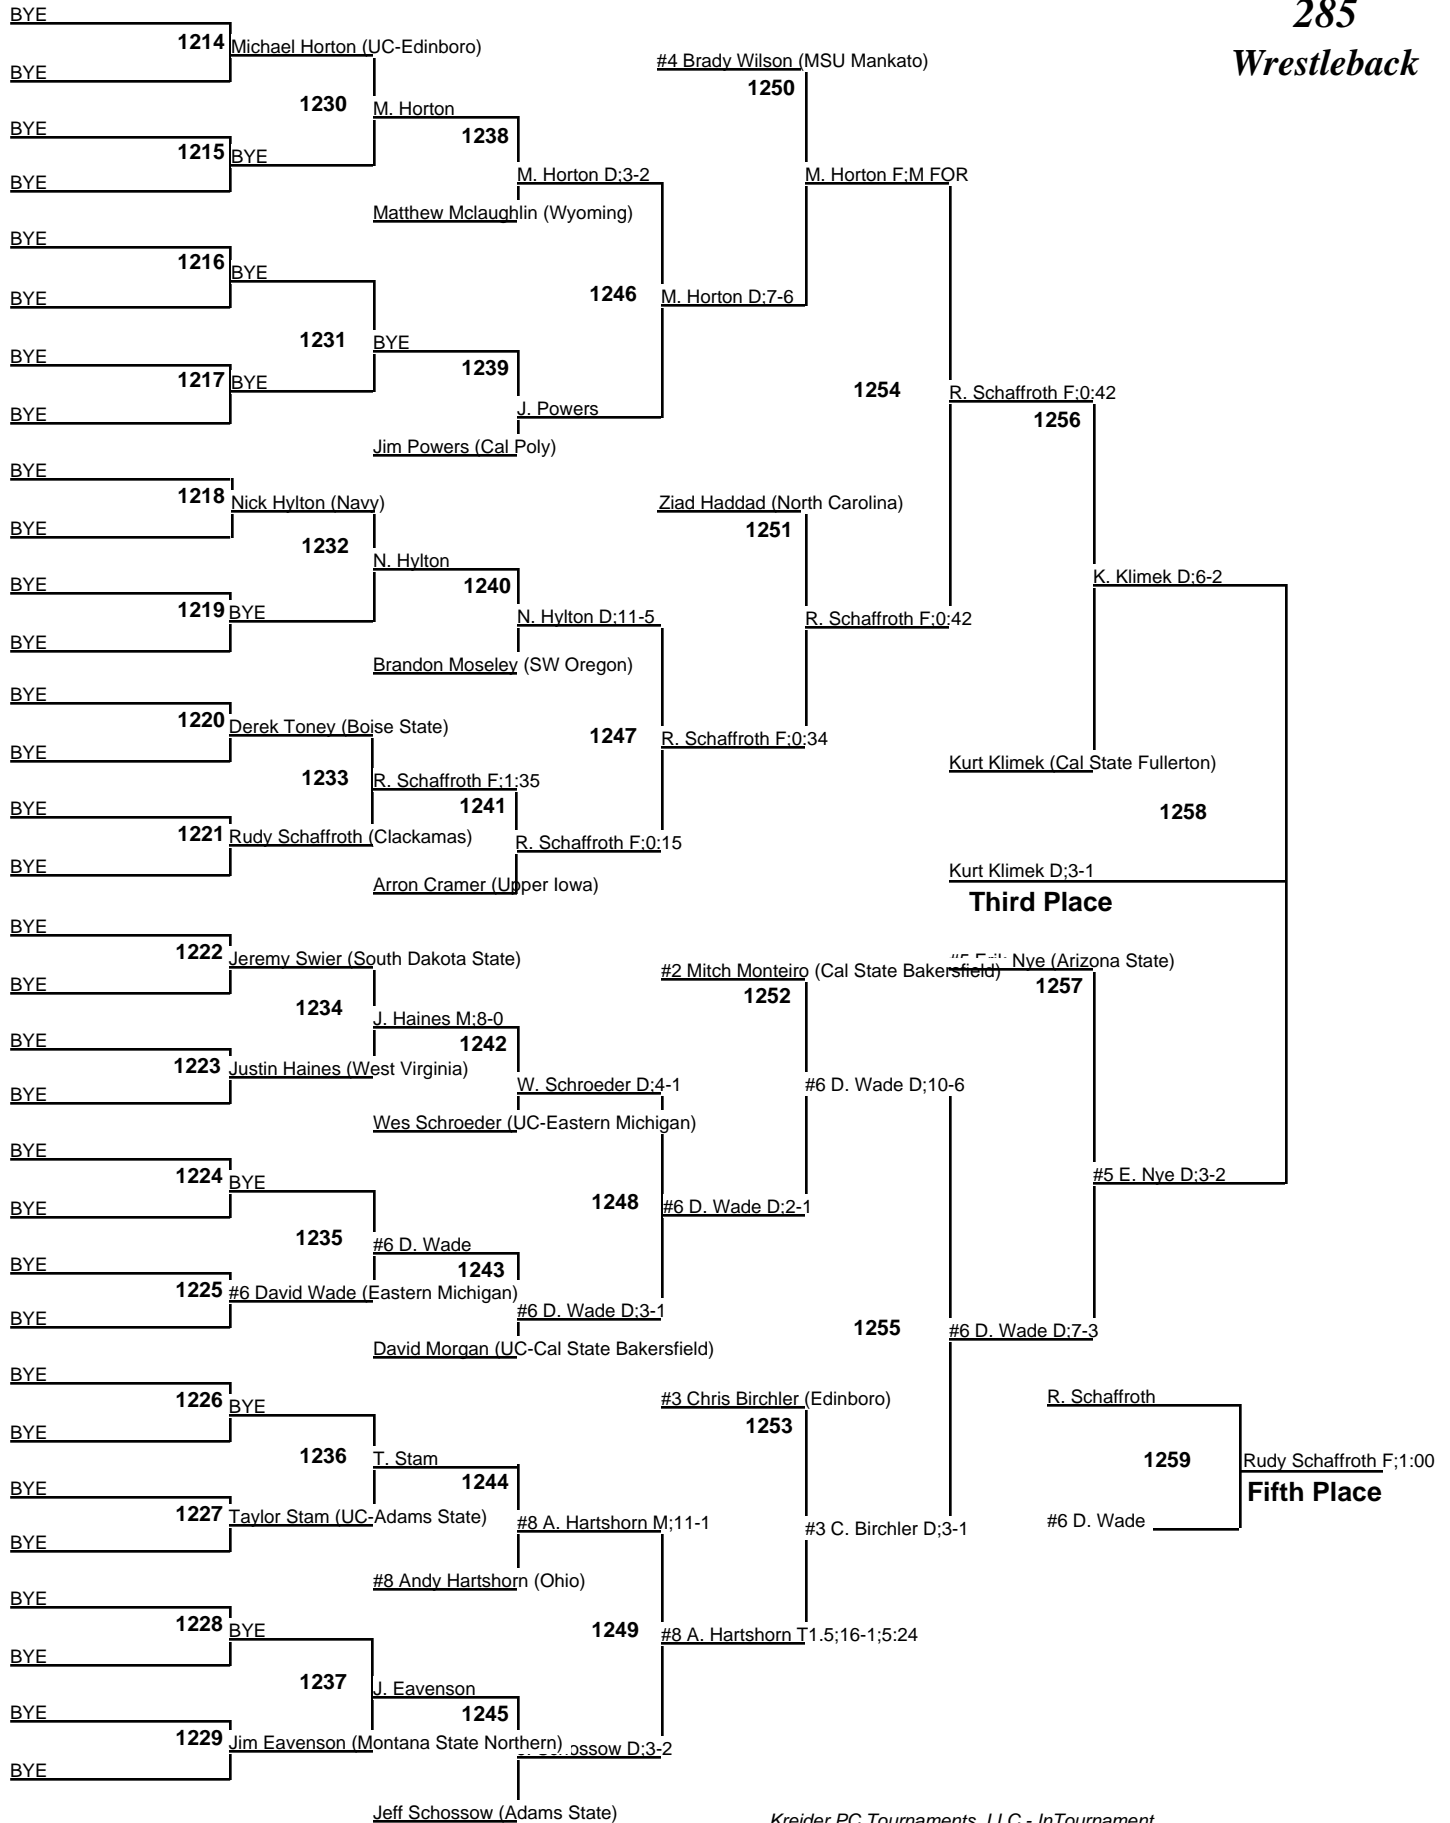 285
Wrestleback
BYE
1214
Michael Horton (UC-Edinboro)
BYE
1230
M. Horton
1238
BYE
1215
BYE
BYE
M. Horton D;3-2
Matthew Mclaughlin (Wyoming)
BYE
1216
BYE
BYE
1246
M. Horton D;7-6
1231
BYE
1239
BYE
1217
BYE
BYE
J. Powers
Jim Powers (Cal Poly)
#4 Brady Wilson (MSU Mankato)
1250
M. Horton F;M FOR
1254
R. Schaffroth F;0:42
1256
BYE
1218
Nick Hylton (Navy)
BYE
1232
N. Hylton
1240
BYE
1219
BYE
BYE
N. Hylton D;11-5
Brandon Moseley (SW Oregon)
BYE
1220
Derek Toney (Boise State)
BYE
1247
R. Schaffroth F;0:34
1233
R. Schaffroth F;1:35
1241
BYE
1221
Rudy Schaffroth (Clackamas)
BYE
R. Schaffroth F;0:15
Arron Cramer (Upper Iowa)
Ziad Haddad (North Carolina)
1251
R. Schaffroth F;0:42
K. Klimek D;6-2
Kurt Klimek (Cal State Fullerton)
1258
Kurt Klimek D;3-1
Third Place
BYE
1222
Jeremy Swier (South Dakota State)
BYE
1234
J. Haines M;8-0
1242
BYE
1223
Justin Haines (West Virginia)
BYE
W. Schroeder D;4-1
Wes Schroeder (UC-Eastern Michigan)
BYE
1224
BYE
BYE
1248
#6 D. Wade D;2-1
1235
#6 D. Wade
1243
BYE
1225
#6 David Wade (Eastern Michigan)
BYE
#6 D. Wade D;3-1
David Morgan (UC-Cal State Bakersfield)
#2 Mitch Monteiro (Cal State Bakersfield)
1252
#6 D. Wade D;10-6
Nye (Arizona State)
1257
#5 E. Nye D;3-2
1255
#6 D. Wade D;7-3
BYE
1226
BYE
BYE
1236
T. Stam
1244
BYE
1227
Taylor Stam (UC-Adams State)
BYE
#8 A. Hartshorn M;11-1
#8 Andy Hartshorn (Ohio)
BYE
1228
BYE
BYE
1249
#8 A. Hartshorn T1.5;16-1;5:24
1237
J. Eavenson
1245
BYE
1229
Jim Eavenson (Montana State Northern)
BYE
D;3-2
Jeff Schossow (Adams State)
#3 Chris Birchler (Edinboro)
1253
#3 C. Birchler D;3-1
R. Schaffroth
1259
Rudy Schaffroth F;1:00
Fifth Place
#6 D. Wade
Kreider PC Tournaments, LLC - InTournament